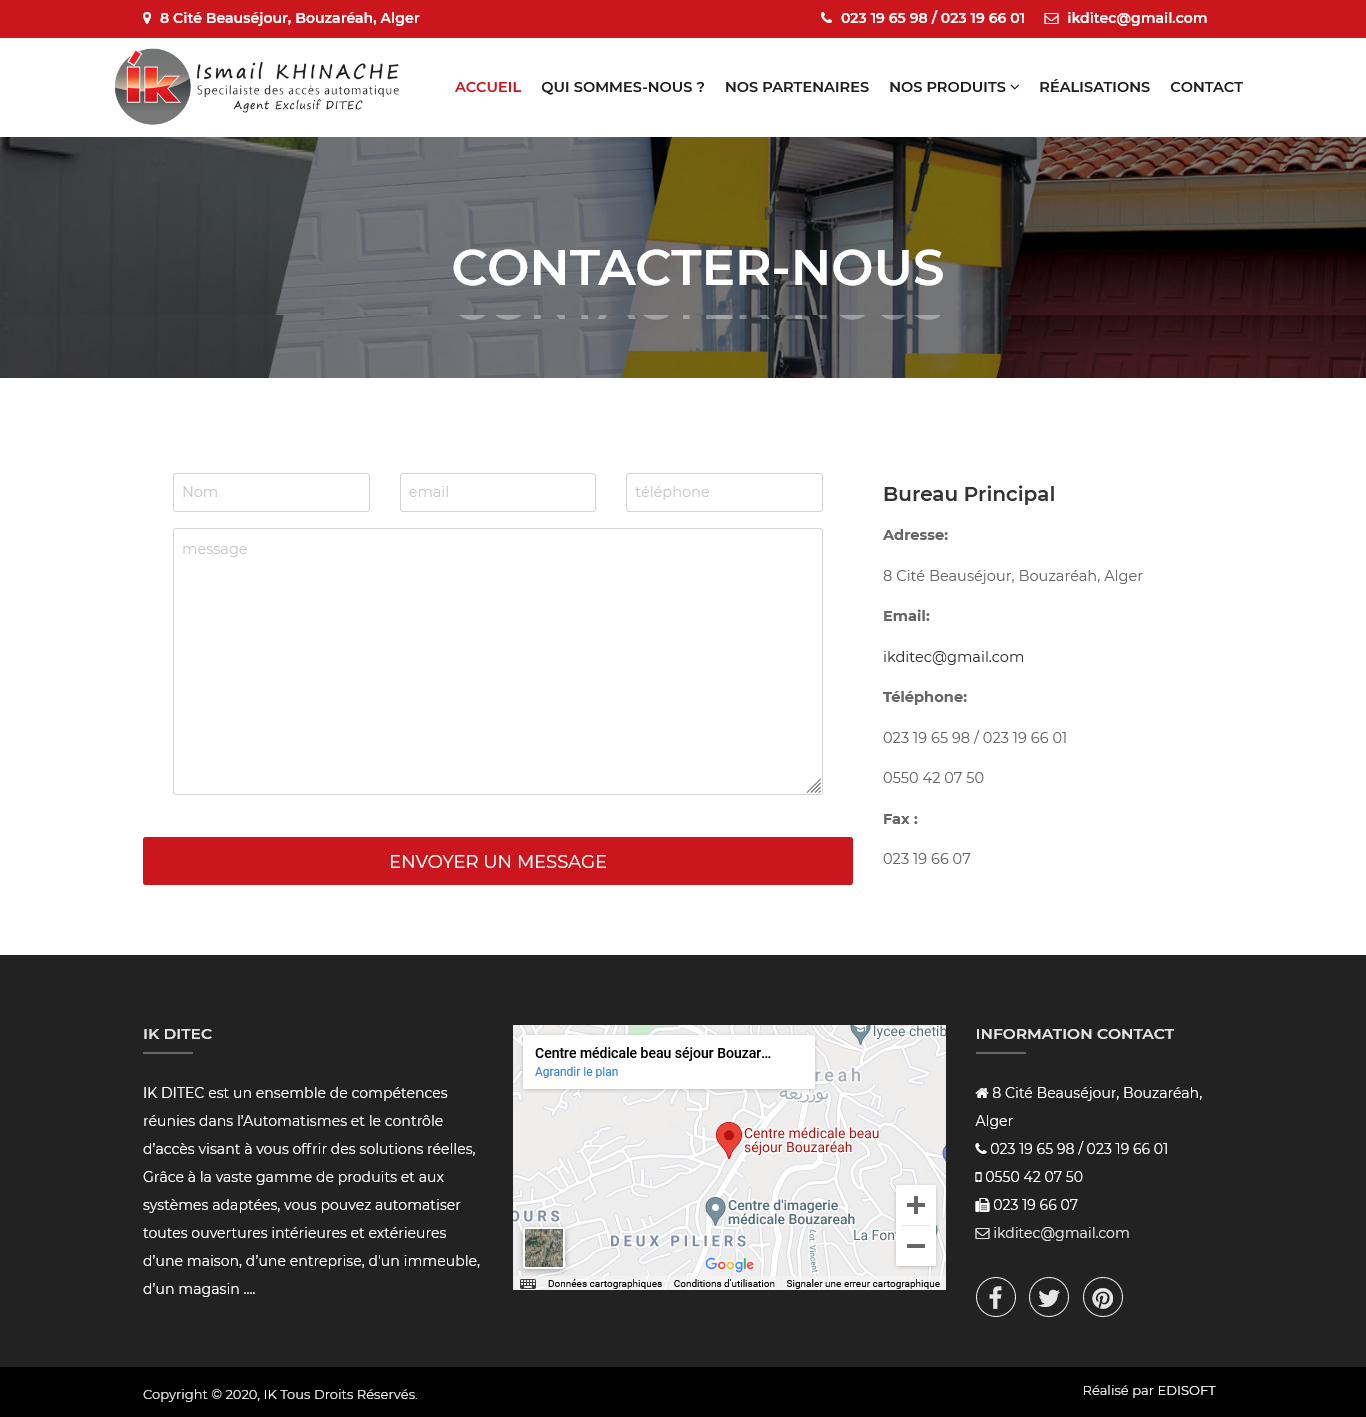 8 Cité Beauséjour, Bouzaréah, Alger
023 19 65 98 / 023 19 66 01
ikditec@gmail.com
ik
Ismail KHINACHE
Specilaiste des accès automatique
Agent Exclusif DITEC
ACCUEIL
QUI SOMMES-NOUS ?
NOS PARTENAIRES
NOS PRODUITS
RÉALISATIONS
CONTACT
CONTACTER-NOUS
Nom
email
téléphone
message
ENVOYER UN MESSAGE
Bureau Principal
Adresse:
8 Cité Beauséjour, Bouzaréah, Alger
Email:
ikditec@gmail.com
Téléphone:
023 19 65 98 / 023 19 66 01
0550 42 07 50
Fax :
023 19 66 07
IK DITEC
IK DITEC est un ensemble de compétences
réunies dans l’Automatismes et le contrôle
d’accès visant à vous offrir des solutions réelles,
Grâce à la vaste gamme de produits et aux
systèmes adaptées, vous pouvez automatiser
toutes ouvertures intérieures et extérieures
d’une maison, d’une entreprise, d'un immeuble,
d’un magasin ....
lycee chetib
Centre médicale beau séjour Bouzar...
Agrandir le plan
reah
بوزريعة
Centre médicale beau
séjour Bouzaréah
Centre d'imagerie
médicale Bouzareah
OURS
DEUX PILIERS
Lot Vincent
La Font
Google
Données cartographiques
Conditions d'utilisation
Signaler une erreur cartographique
INFORMATION CONTACT
8 Cité Beauséjour, Bouzaréah,
Alger
023 19 65 98 / 023 19 66 01
0550 42 07 50
023 19 66 07
ikditec@gmail.com
Copyright © 2020, IK Tous Droits Réservés.
Réalisé par EDISOFT